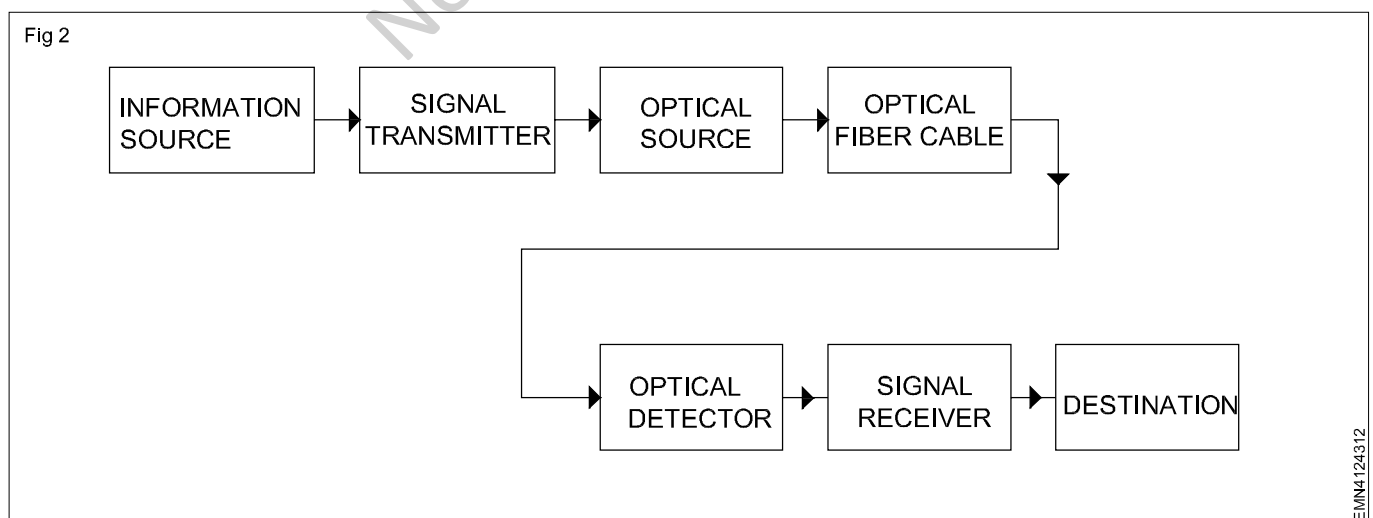 Fig 2
INFORMATION
SOURCE
SIGNAL
TRANSMITTER
OPTICAL
SOURCE
OPTICAL
FIBER CABLE
OPTICAL
DETECTOR
SIGNAL
RECEIVER
DESTINATION
EMN4124312